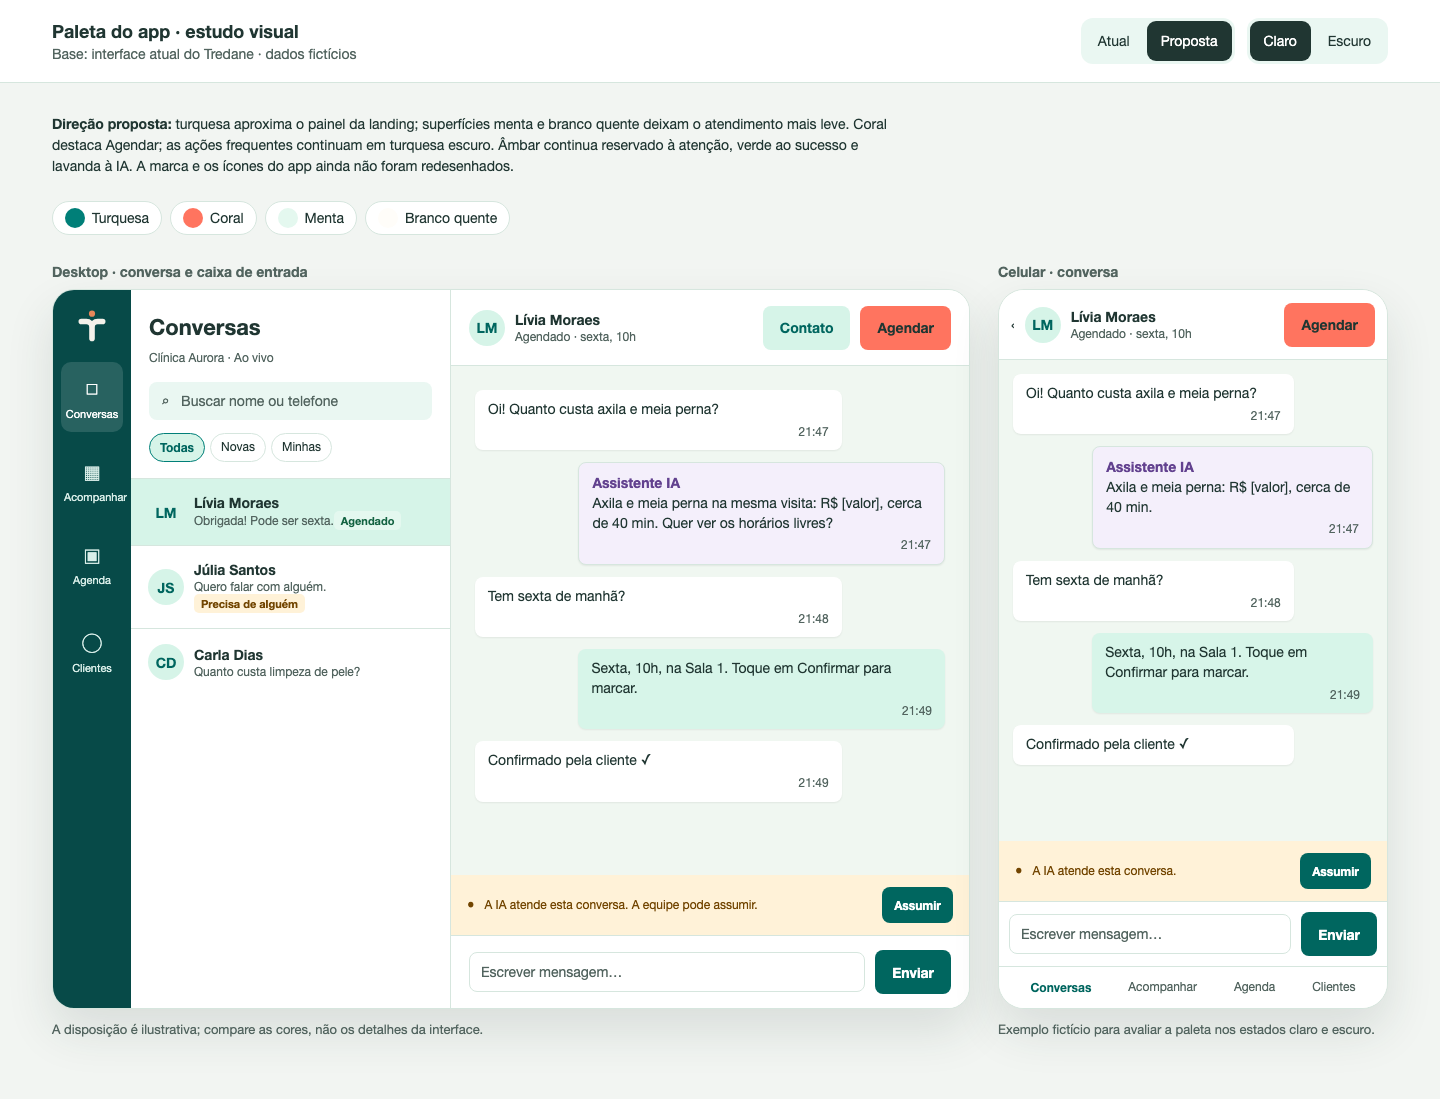 Paleta do app · estudo visual
Base: interface atual do Tredane · dados fictícios
Atual
Proposta
Claro
Escuro
Direção proposta: turquesa aproxima o painel da landing; superfícies menta e branco quente deixam o atendimento mais leve. Coral
destaca Agendar; as ações frequentes continuam em turquesa escuro. Âmbar continua reservado à atenção, verde ao sucesso e
lavanda à IA. A marca e os ícones do app ainda não foram redesenhados.
Turquesa
Coral
Menta
Branco quente
Desktop · conversa e caixa de entrada
Conversas
Acompanhar
Agenda
Clientes
Conversas
Clínica Aurora · Ao vivo
Buscar nome ou telefone
Todas
Novas
Minhas
LM
Lívia Moraes
Obrigada! Pode ser sexta. Agendado
JS
Júlia Santos
Quero falar com alguém.
Precisa de alguém
CD
Carla Dias
Quanto custa limpeza de pele?
LM
Lívia Moraes
Agendado · sexta, 10h
Contato
Agendar
Oi! Quanto custa axila e meia perna?
21:47
Assistente IA
Axila e meia perna na mesma visita: R$ [valor], cerca
de 40 min. Quer ver os horários livres?
21:47
Tem sexta de manhã?
21:48
Sexta, 10h, na Sala 1. Toque em Confirmar para
marcar.
21:49
Confirmado pela cliente ✓
21:49
A IA atende esta conversa. A equipe pode assumir.
Assumir
Escrever mensagem…
Enviar
A disposição é ilustrativa; compare as cores, não os detalhes da interface.
Celular · conversa
‹
LM
Lívia Moraes
Agendado · sexta, 10h
Agendar
Oi! Quanto custa axila e meia perna?
21:47
Assistente IA
Axila e meia perna: R$ [valor], cerca de
40 min.
21:47
Tem sexta de manhã?
21:48
Sexta, 10h, na Sala 1. Toque em
Confirmar para marcar.
21:49
Confirmado pela cliente ✓
A IA atende esta conversa.
Assumir
Escrever mensagem…
Enviar
Conversas
Acompanhar
Agenda
Clientes
Exemplo fictício para avaliar a paleta nos estados claro e escuro.